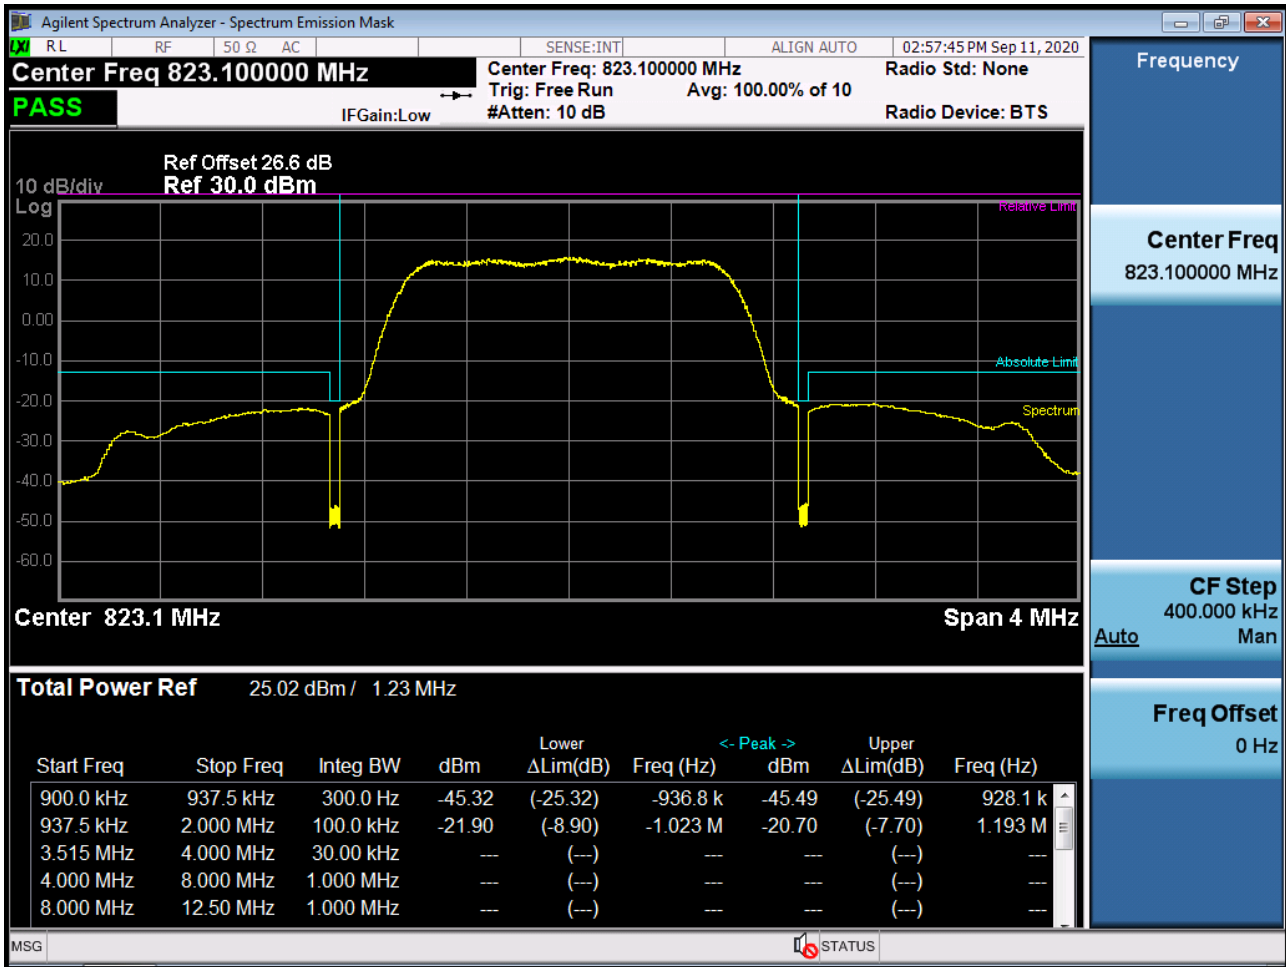 Agilent Spectrum Analyzer - Spectrum Emission Mask
LXI RL RF 50 Ω AC SENSE:INT ALIGN AUTO 02:57:45 PM Sep 11, 2020
Center Freq 823.100000 MHz Center Freq: 823.100000 MHz Radio Std: None
Trig: Free Run Avg: 100.00% of 10
PASS IFGain:Low #Atten: 10 dB Radio Device: BTS
Ref Offset 26.6 dB
10 dB/div Ref 30.0 dBm
Log
Relative Limit
20.0
10.0
0.00
-10.0
Absolute Limit
-20.0
Spectrum
-30.0
-40.0
-50.0
-60.0
Center 823.1 MHz Span 4 MHz
Total Power Ref 25.02 dBm / 1.23 MHz
Lower <- Peak -> Upper
Start Freq Stop Freq Integ BW dBm ΔLim(dB) Freq (Hz) dBm ΔLim(dB) Freq (Hz)
900.0 kHz 937.5 kHz 300.0 Hz -45.32 (-25.32) -936.8 k -45.49 (-25.49) 928.1 k
937.5 kHz 2.000 MHz 100.0 kHz -21.90 (-8.90) -1.023 M -20.70 (-7.70) 1.193 M
3.515 MHz 4.000 MHz 30.00 kHz --- (---) --- --- (---) ---
4.000 MHz 8.000 MHz 1.000 MHz --- (---) --- --- (---) ---
8.000 MHz 12.50 MHz 1.000 MHz --- (---) --- --- (---) ---
MSG STATUS
Frequency
Center Freq
823.100000 MHz
CF Step
400.000 kHz
Auto Man
Freq Offset
0 Hz